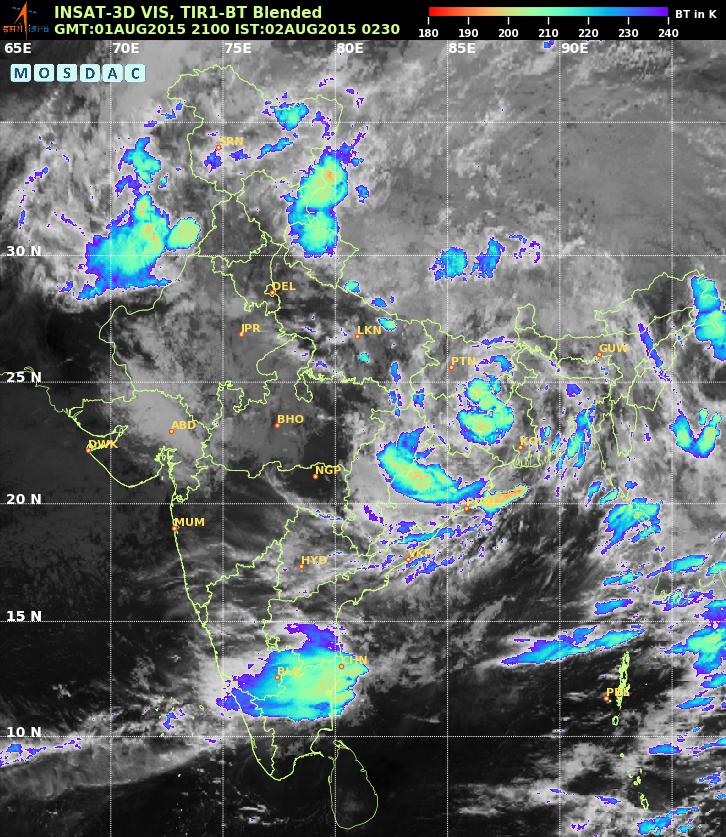 INSAT-3D VIS, TIR1-BT Blended
GMT:01AUG2015 2100 IST:02AUG2015 0230
BT in K
180 190 200 210 220 230 240
65E 70E 75E 80E 85E 90E
MOSDAC
SRN
30 N
DEL
JPR LKN GUW
PTN
25 N
ABD BHO
DWK KOL
NGP
20 N
MUM
VKP
HYD
15 N
CHN
PBL
10 N